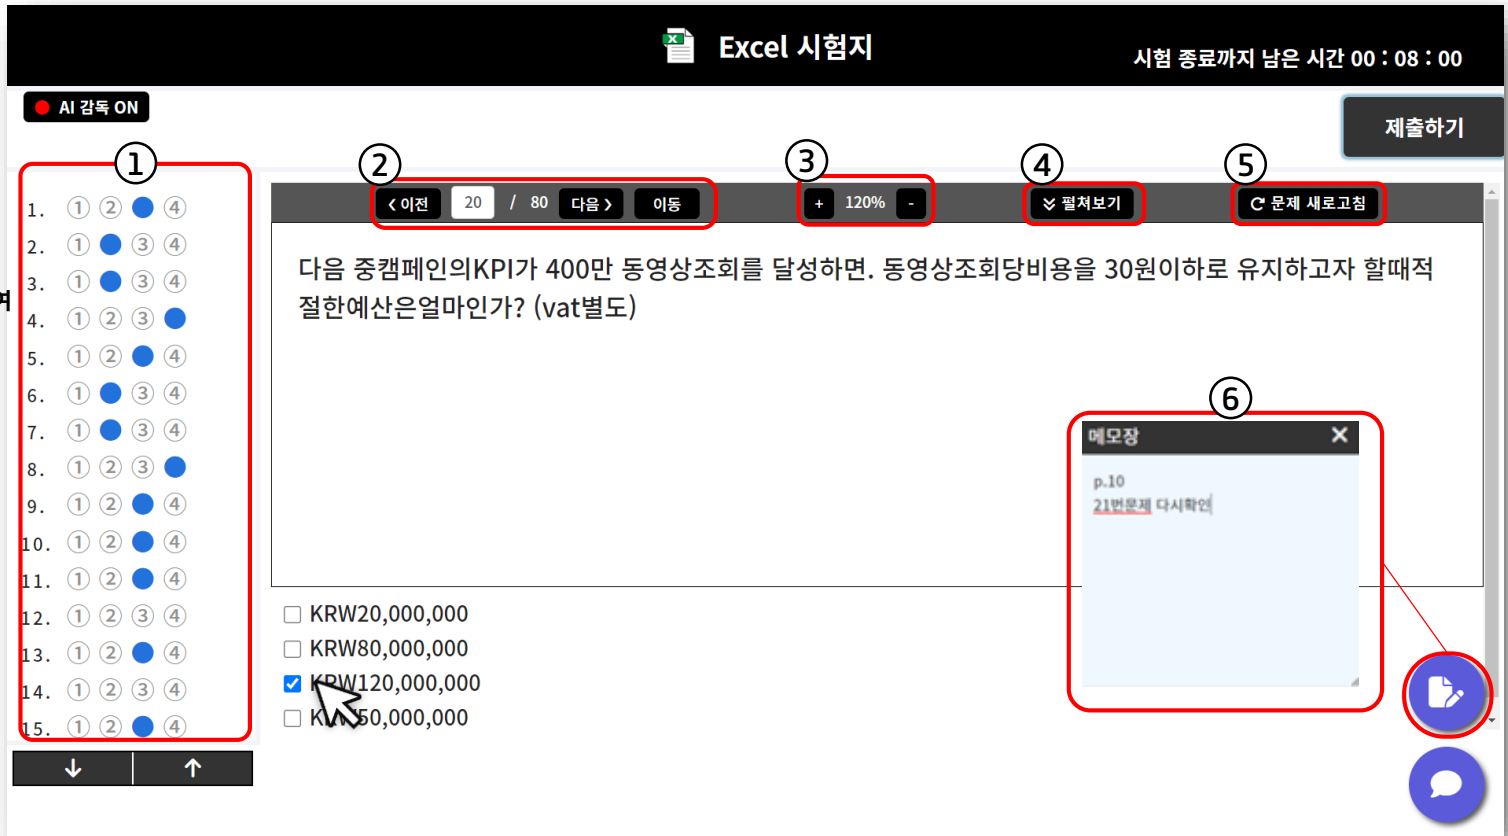 Excel 시험지
시험 종료까지 남은 시간 00 : 08 : 00
AI 감독 ON
제출하기
①
②
③
④
⑤
이전 20 / 80 다음 이동
+ 120% -
펼쳐보기
문제 새로고침
1. ① ② ④
2. ① ③ ④
3. ① ③ ④
4. ① ② ③
5. ① ② ④
6. ① ③ ④
7. ① ③ ④
8. ① ② ③
9. ① ② ④
10. ① ② ④
11. ① ② ④
12. ① ② ③ ④
13. ① ② ④
14. ① ② ③ ④
15. ① ② ④
다음 중캠페인의KPI가 400만 동영상조회를 달성하면. 동영상조회당비용을 30원이하로 유지하고자 할때적
절한예산은얼마인가? (vat별도)
⑥
메모장
p.10
21번문제 다시확인
KRW20,000,000
KRW80,000,000
KRW120,000,000